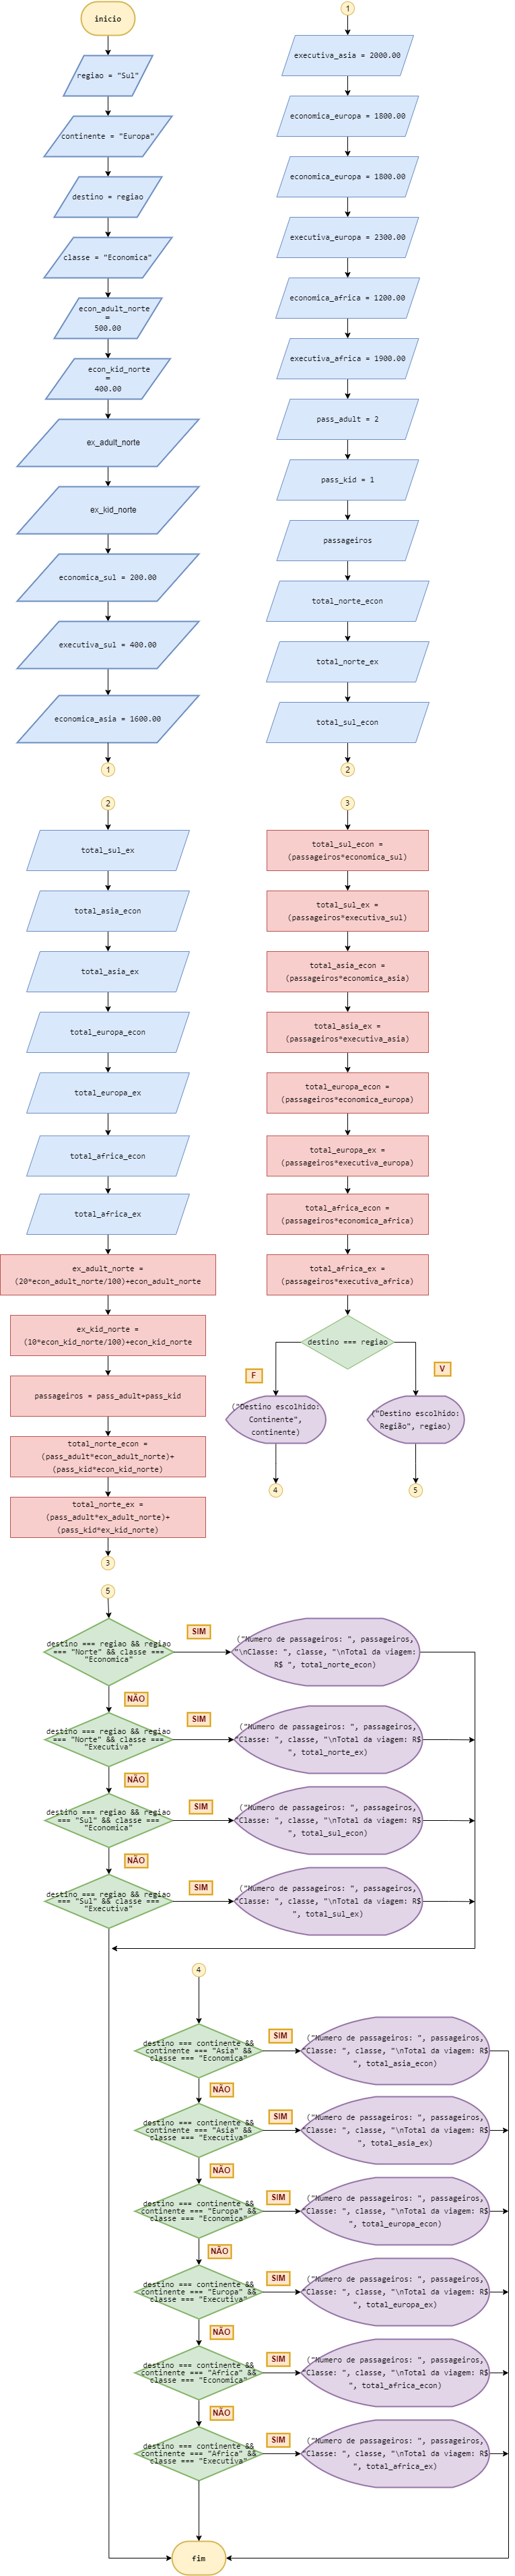 inicio
regiao = "Sul"
continente = "Europa"
destino = regiao
classe = "Economica"
econ_adult_norte
=
500.00
econ_kid_norte
=
400.00
ex_adult_norte
ex_kid_norte
economica_sul = 200.00
executiva_sul = 400.00
economica_asia = 1600.00
1
1
executiva_asia = 2000.00
economica_europa = 1800.00
economica_europa = 1800.00
executiva_europa = 2300.00
economica_africa = 1200.00
executiva_africa = 1900.00
pass_adult = 2
pass_kid = 1
passageiros
total_norte_econ
total_norte_ex
total_sul_econ
2
2
total_sul_ex
total_asia_econ
total_asia_ex
total_europa_econ
total_europa_ex
total_africa_econ
total_africa_ex
ex_adult_norte =
(20*econ_adult_norte/100)+econ_adult_norte
ex_kid_norte =
(10*econ_kid_norte/100)+econ_kid_norte
passageiros = pass_adult+pass_kid
total_norte_econ =
(pass_adult*econ_adult_norte)+
(pass_kid*econ_kid_norte)
total_norte_ex =
(pass_adult*ex_adult_norte)+
(pass_kid*ex_kid_norte)
3
3
total_sul_econ =
(passageiros*economica_sul)
total_sul_ex =
(passageiros*executiva_sul)
total_asia_econ =
(passageiros*economica_asia)
total_asia_ex =
(passageiros*executiva_asia)
total_europa_econ =
(passageiros*economica_europa)
total_europa_ex =
(passageiros*executiva_europa)
total_africa_econ =
(passageiros*economica_africa)
total_africa_ex =
(passageiros*executiva_africa)
destino === regiao
F
V
("Destino escolhido:
Continente",
continente)
("Destino escolhido:
Região", regiao)
4
5
5
destino === regiao && regiao
=== "Norte" && classe ===
"Economica"
SIM
("Numero de passageiros: ", passageiros,
"\nClasse: ", classe, "\nTotal da viagem:
R$ ", total_norte_econ)
NÃO
destino === regiao && regiao
=== "Norte" && classe ===
"Executiva"
SIM
("Numero de passageiros: ", passageiros,
"Classe: ", classe, "\nTotal da viagem: R$
", total_norte_ex)
NÃO
destino === regiao && regiao
=== "Sul" && classe ===
"Economica"
SIM
("Numero de passageiros: ", passageiros,
"Classe: ", classe, "\nTotal da viagem: R$
", total_sul_econ)
NÃO
destino === regiao && regiao
=== "Sul" && classe ===
"Executiva"
SIM
("Numero de passageiros: ", passageiros,
"Classe: ", classe, "\nTotal da viagem: R$
", total_sul_ex)
4
destino === continente &&
continente === "Asia" &&
classe === "Economica"
SIM
("Numero de passageiros: ", passageiros,
"Classe: ", classe, "\nTotal da viagem: R$
", total_asia_econ)
NÃO
destino === continente &&
continente === "Asia" &&
classe === "Executiva"
SIM
("Numero de passageiros: ", passageiros,
"Classe: ", classe, "\nTotal da viagem: R$
", total_asia_ex)
NÃO
destino === continente &&
continente === "Europa" &&
classe === "Economica"
SIM
("Numero de passageiros: ", passageiros,
"Classe: ", classe, "\nTotal da viagem: R$
", total_europa_econ)
NÃO
destino === continente &&
continente === "Europa" &&
classe === "Executiva"
SIM
("Numero de passageiros: ", passageiros,
"Classe: ", classe, "\nTotal da viagem: R$
", total_europa_ex)
NÃO
destino === continente &&
continente === "Africa" &&
classe === "Economica"
SIM
("Numero de passageiros: ", passageiros,
"Classe: ", classe, "\nTotal da viagem: R$
", total_africa_econ)
NÃO
destino === continente &&
continente === "Africa" &&
classe === "Executiva"
SIM
("Numero de passageiros: ", passageiros,
"Classe: ", classe, "\nTotal da viagem: R$
", total_africa_ex)
fim